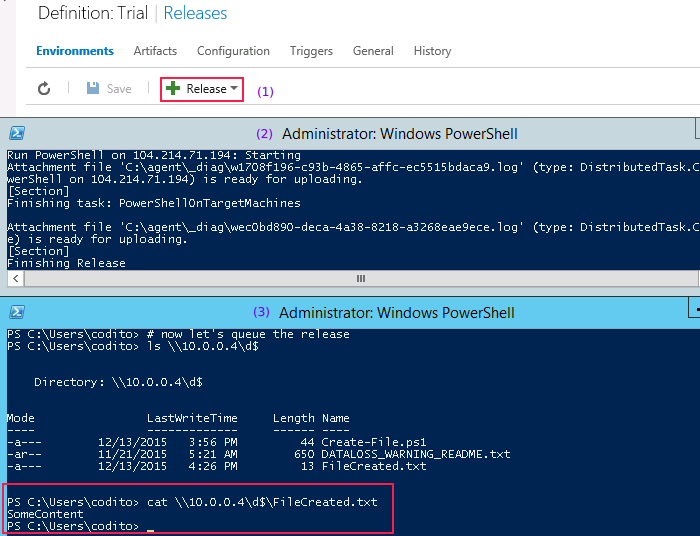 Definition: Trial | Releases
Environments Artifacts Configuration Triggers General History
Save Release (1)
(2) Administrator: Windows PowerShell
Run PowerShell on 104.214.71.194: Starting
Attachment file 'C:\agent\_diag\w1708f196-c93b-4865-affc-ec5515bdaca9.log' (type: DistributedTask.C
werShell on 104.214.71.194) is ready for uploading.
[Section]
Finishing task: PowerShellOnTargetMachines
Attachment file 'C:\agent\_diag\wec0bd890-deca-4a38-8218-a3268eae9ece.log' (type: DistributedTask.C
e) is ready for uploading.
[Section]
Finishing Release
(3) Administrator: Windows PowerShell
PS C:\Users\codito> # now let's queue the release
PS C:\Users\codito> ls \\10.0.0.4\d$
Directory: \\10.0.0.4\d$
Mode LastWriteTime Length Name
---- ------------- ------ ----
-a--- 12/13/2015 3:56 PM 44 Create-File.ps1
-ar-- 11/21/2015 5:21 AM 650 DATALOSS_WARNING_README.txt
-a--- 12/13/2015 4:26 PM 13 FileCreated.txt
PS C:\Users\codito> cat \\10.0.0.4\d$\FileCreated.txt
SomeContent
PS C:\Users\codito> _